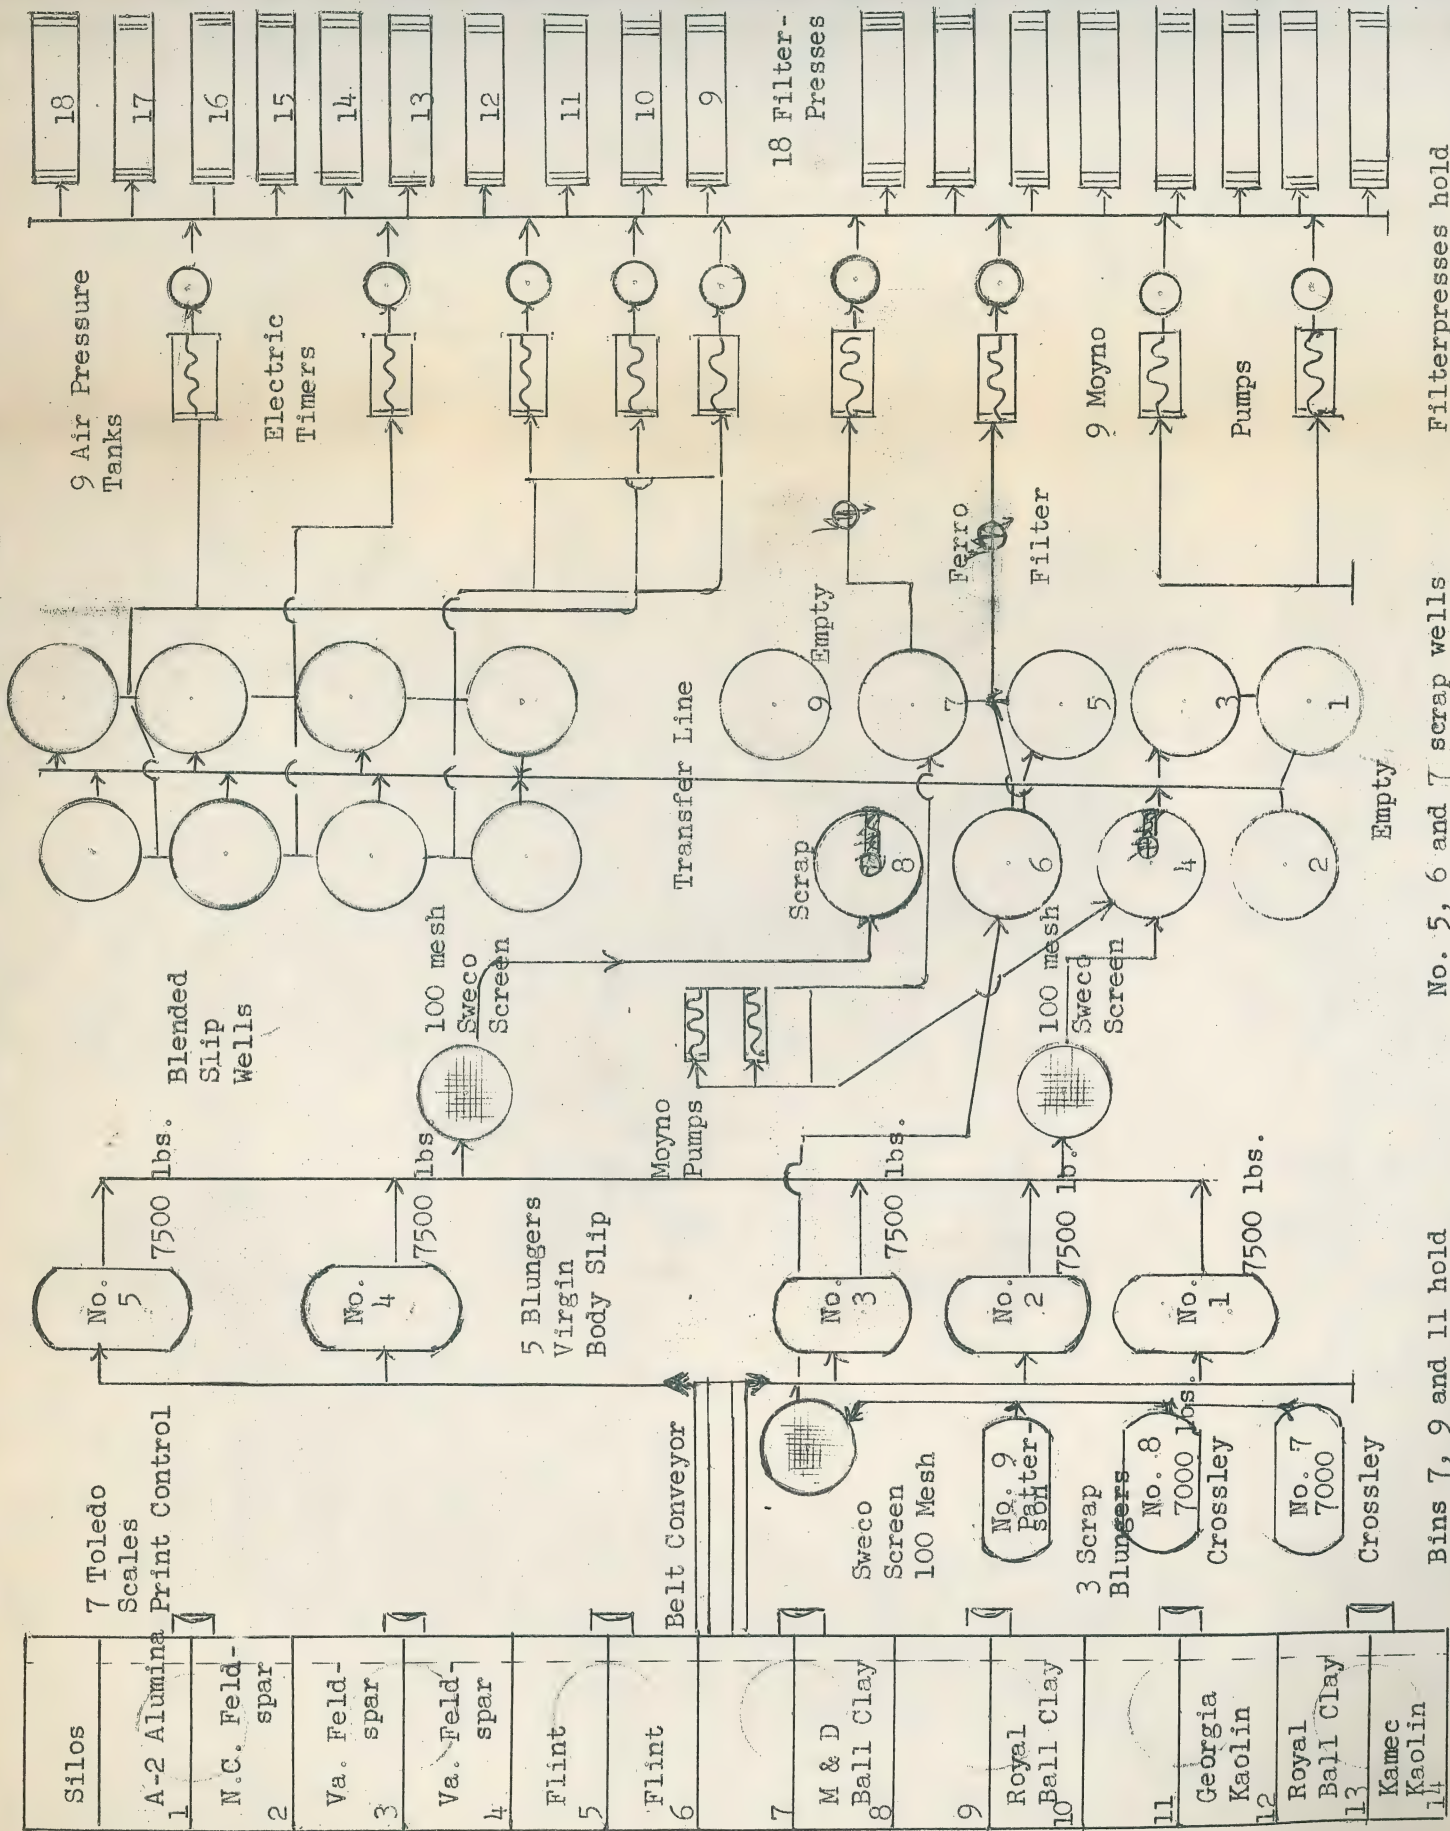 Silos
A-2 Alumina
1
N.C. Feld-
spar
2
Va. Feld-
spar
3
Va. Feld-
spar
4
Flint
5
Flint
6
7
M & D
Ball Clay
8
9
Royal
Ball Clay
10
11
Georgia
Kaolin
12
Royal
Ball Clay
13
Kamec
Kaolin
14
7 Toledo
Scales
Print Control
Belt Conveyor
Sweco
Screen
100 Mesh
No. 9
Patter-
son
3 Scrap
Blungers
No. 8
7000 lbs.
Crossley
No. 7
7000
Crossley
No.
5
7500 lbs.
No.
4
7500 lbs.
5 Blungers
Virgin
Body Slip
No.
3
7500 lbs.
No.
2
7500 lb.
No.
1
7500 lbs.
Blended
Slip
Wells
100 mesh
Sweco
Screen
Moyno
Pumps
100 mesh
Sweco
Screen
Transfer Line
Scrap
8
6
4
2
Empty
9
Empty
7
5
3
1
Ferro
Filter
9 Air Pressure
Tanks
Electric
Timers
9 Moyno
Pumps
18
17
16
15
14
13
12
11
10
9
18 Filter-
Presses
Bins 7, 9 and 11 hold
No. 5, 6 and 7 scrap wells
Filterpresses hold